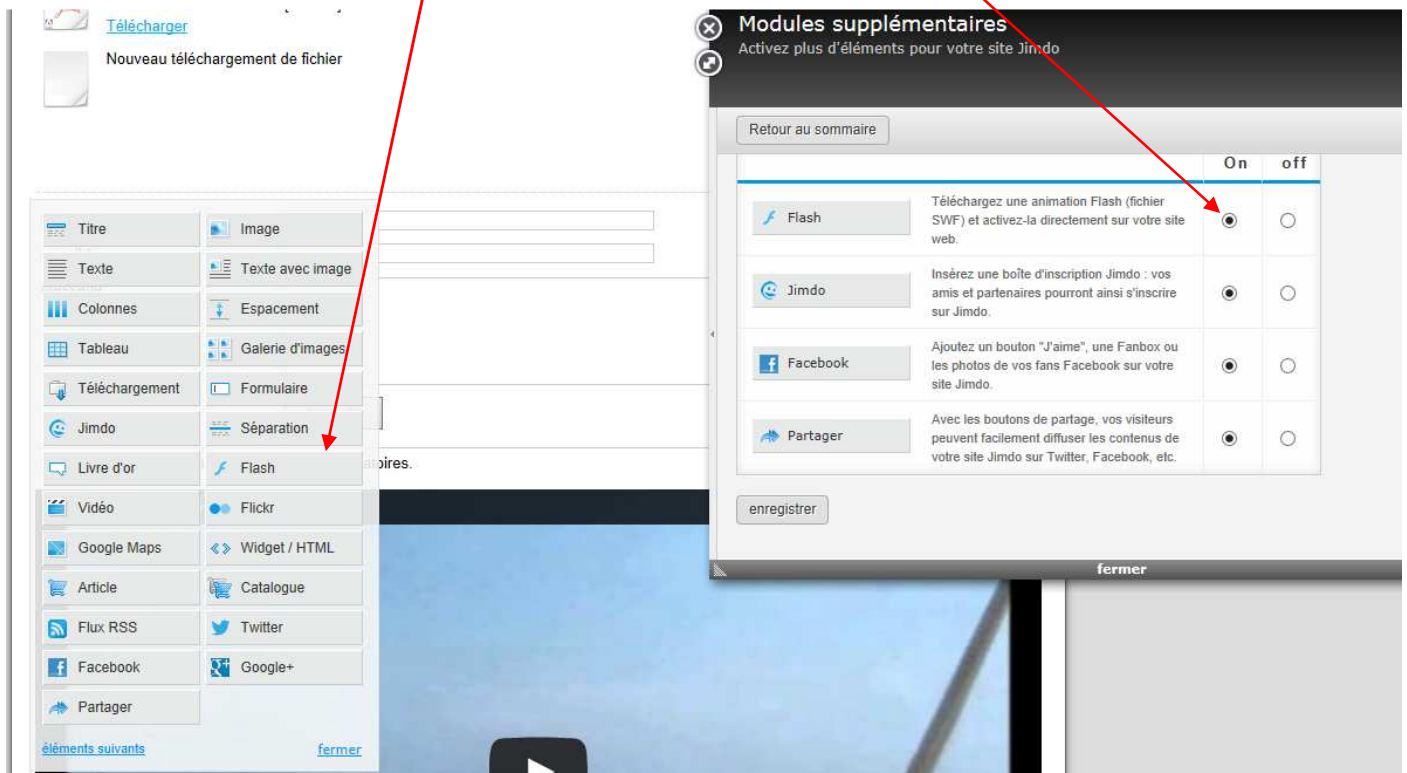 Télécharger
Nouveau téléchargement de fichier
Titre
Image
Texte
Texte avec image
Colonnes
Espacement
Tableau
Galerie d'images
Téléchargement
Formulaire
Jimdo
Séparation
Livre d'or
Flash
Vidéo
Flickr
Google Maps
Widget / HTML
Article
Catalogue
Flux RSS
Twitter
Facebook
Google+
Partager
éléments suivants
fermer
oires.
Modules supplémentaires
Activez plus d'éléments pour votre site Jimdo
Retour au sommaire
On off
Flash
Téléchargez une animation Flash (fichier
SWF) et activez-la directement sur votre site
web.
Jimdo
Insérez une boîte d'inscription Jimdo : vos
amis et partenaires pourront ainsi s'inscrire
sur Jimdo.
Facebook
Ajoutez un bouton "J'aime", une Fanbox ou
les photos de vos fans Facebook sur votre
site Jimdo.
Partager
Avec les boutons de partage, vos visiteurs
peuvent facilement diffuser les contenus de
votre site Jimdo sur Twitter, Facebook, etc.
enregistrer
fermer